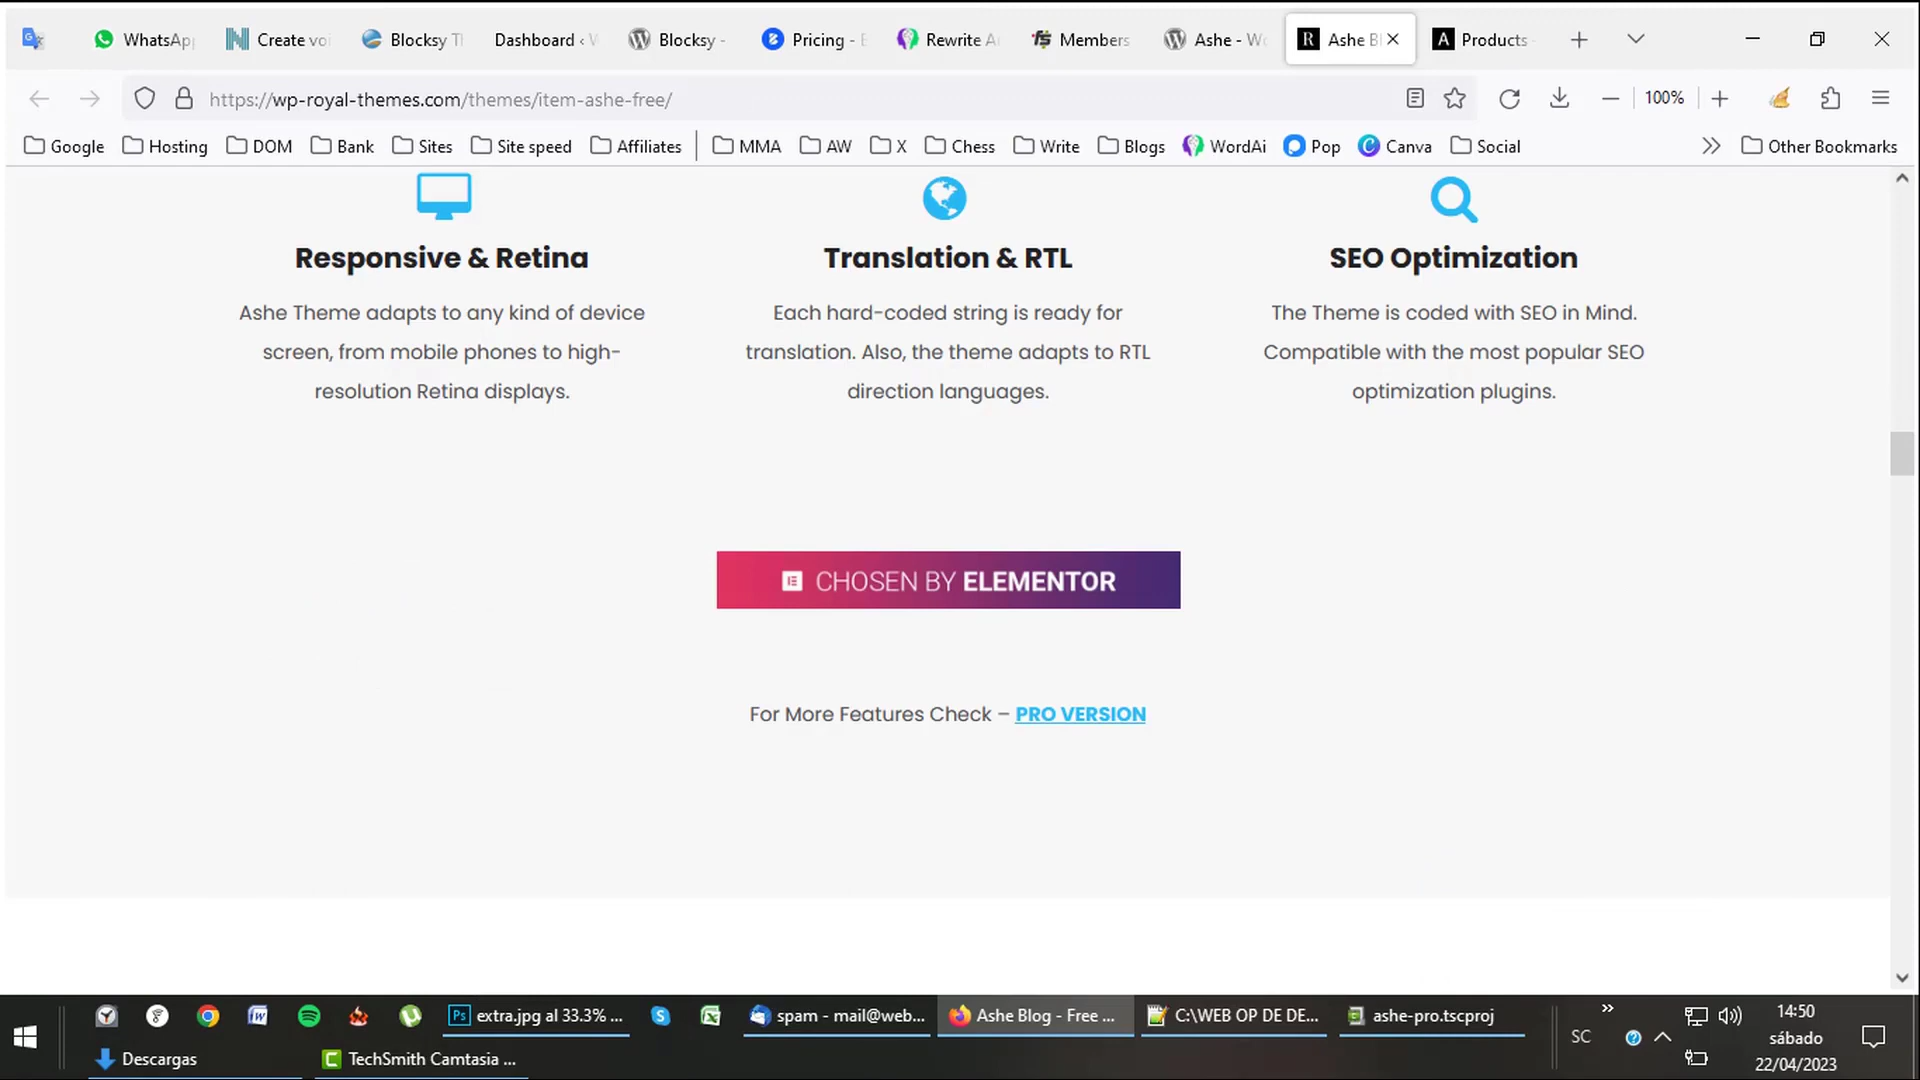 WhatsAp
Create voi
Blocksy T
Dashboard ‹ W
Blocksy -
Pricing - B
Rewrite A
Members
Ashe - Wo
R
Ashe B
A
Products -
https://wp-royal-themes.com/themes/item-ashe-free/
100%
Google
Hosting
DOM
Bank
Sites
Site speed
Affiliates
MMA
AW
X
Chess
Write
Blogs
WordAi
Pop
Canva
Social
Other Bookmarks
Responsive & Retina
Ashe Theme adapts to any kind of device
screen, from mobile phones to high-
resolution Retina displays.
Translation & RTL
Each hard-coded string is ready for
translation. Also, the theme adapts to RTL
direction languages.
SEO Optimization
The Theme is coded with SEO in Mind.
Compatible with the most popular SEO
optimization plugins.
CHOSEN BY ELEMENTOR
For More Features Check – PRO VERSION
Ps
extra.jpg al 33.3% ...
spam - mail@web...
Ashe Blog - Free ...
C:\WEB OP DE DE...
ashe-pro.tscproj
SC
14:50
sábado
22/04/2023
Descargas
TechSmith Camtasia ...